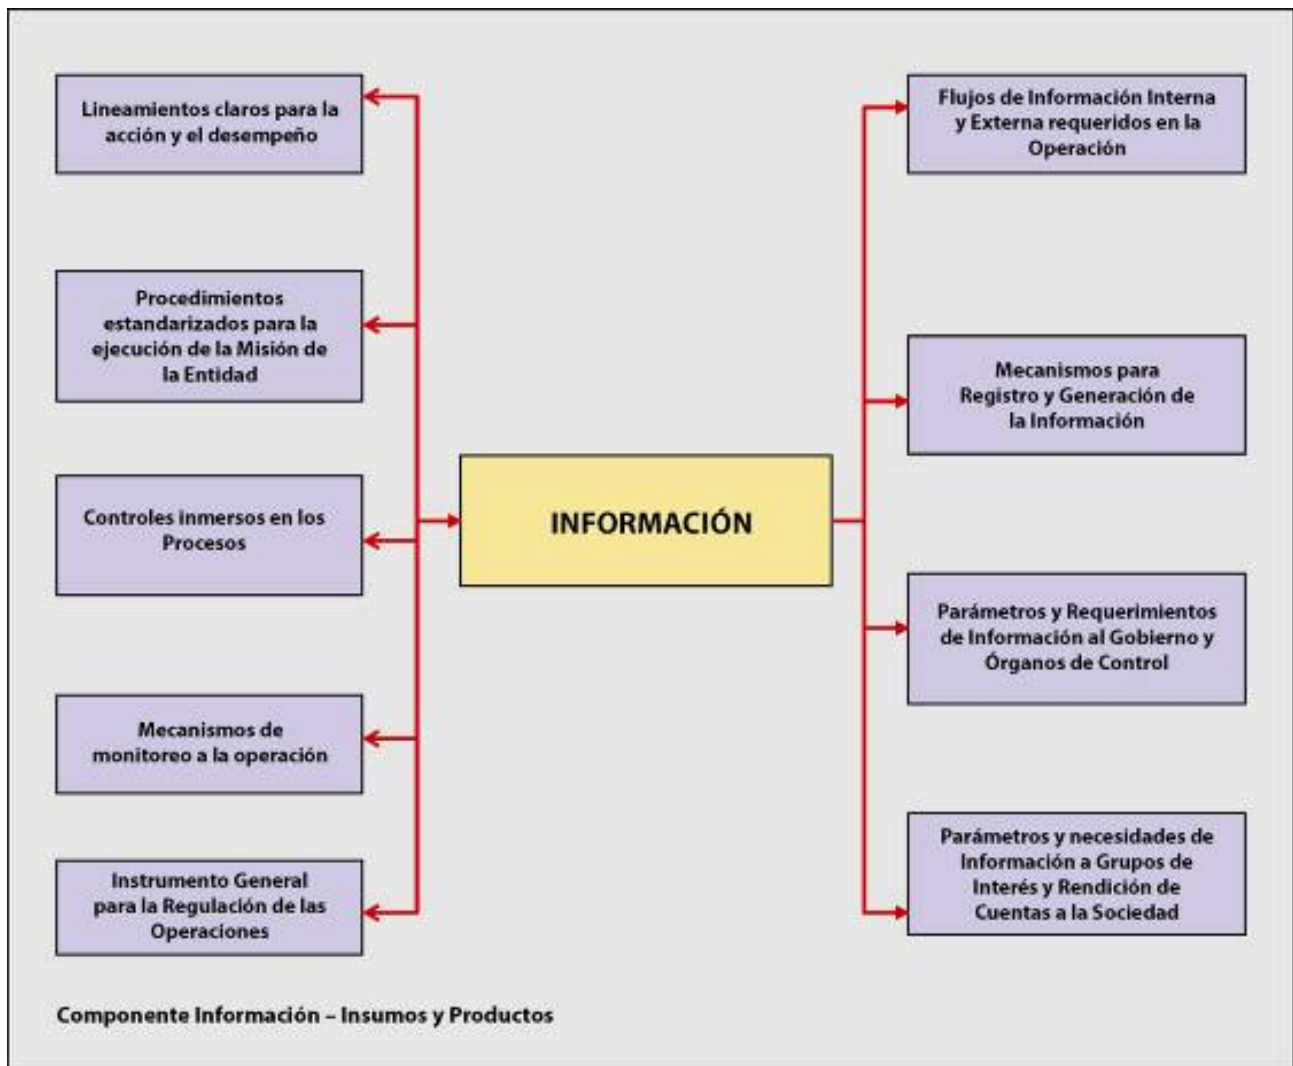 Lineamientos claros para la
acción y el desempeño
Procedimientos
estandarizados para la
ejecución de la Misión de
la Entidad
Controles inmersos en los
Procesos
Mecanismos de
monitoreo a la operación
Instrumento General
para la Regulación de las
Operaciones
INFORMACIÓN
Flujos de Información Interna
y Externa requeridos en la
Operación
Mecanismos para
Registro y Generación de
la Información
Parámetros y Requerimientos
de Información al Gobierno y
Órganos de Control
Parámetros y necesidades de
Información a Grupos de
Interés y Rendición de
Cuentas a la Sociedad
Componente Información – Insumos y Productos